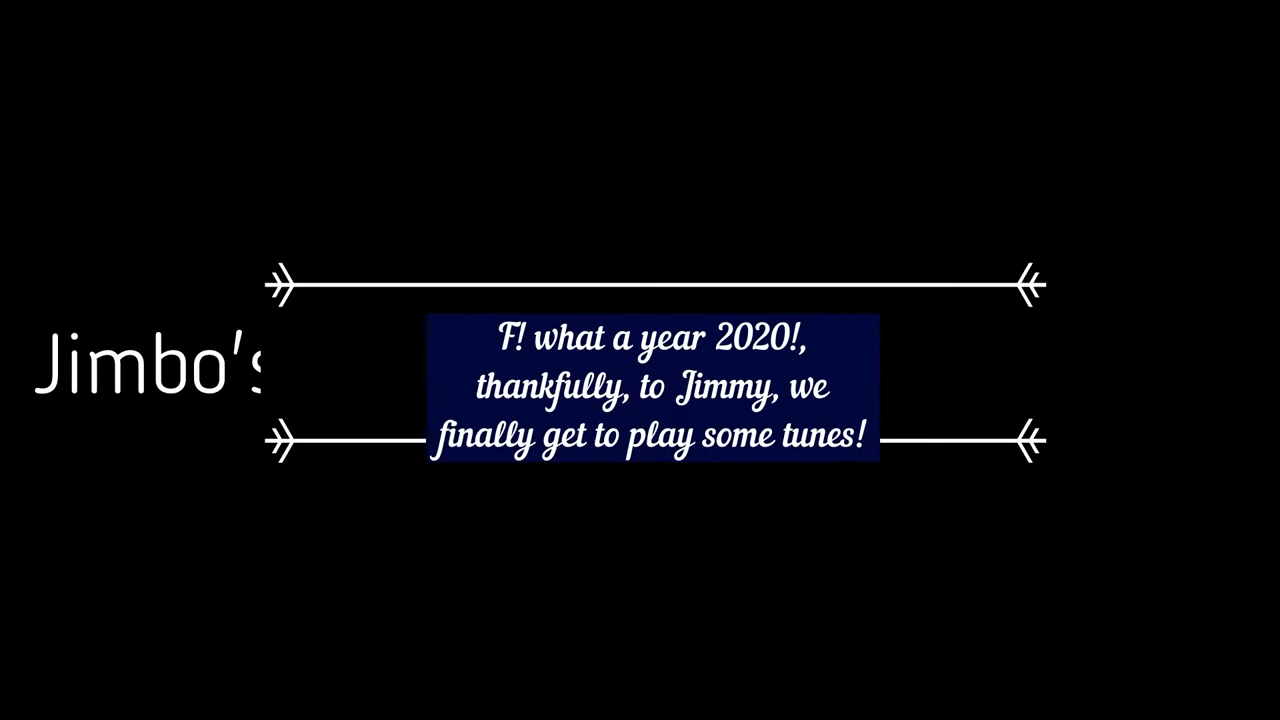 Jimbo's
F! what a year 2020!,
thankfully, to Jimmy, we
finally get to play some tunes!